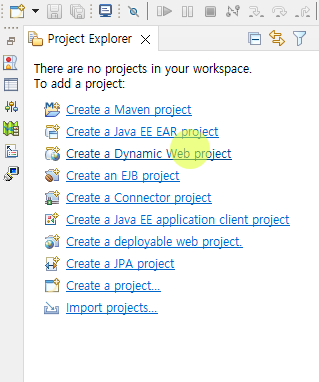 Project Explorer
There are no projects in your workspace.
To add a project:
Create a Maven project
Create a Java EE EAR project
Create a Dynamic Web project
Create an EJB project
Create a Connector project
Create a Java EE application client project
Create a deployable web project.
Create a JPA project
Create a project...
Import projects...